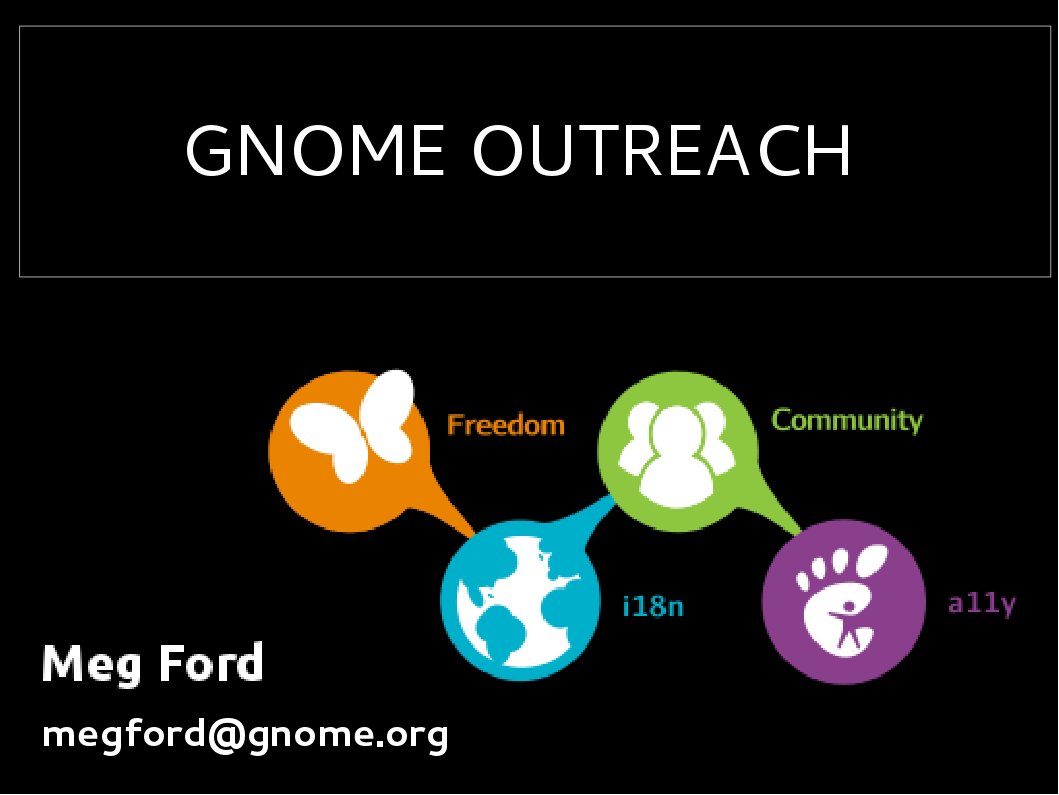 GNOME OUTREACH
Freedom
Community
i18n
a11y
Meg Ford
megford@gnome.org